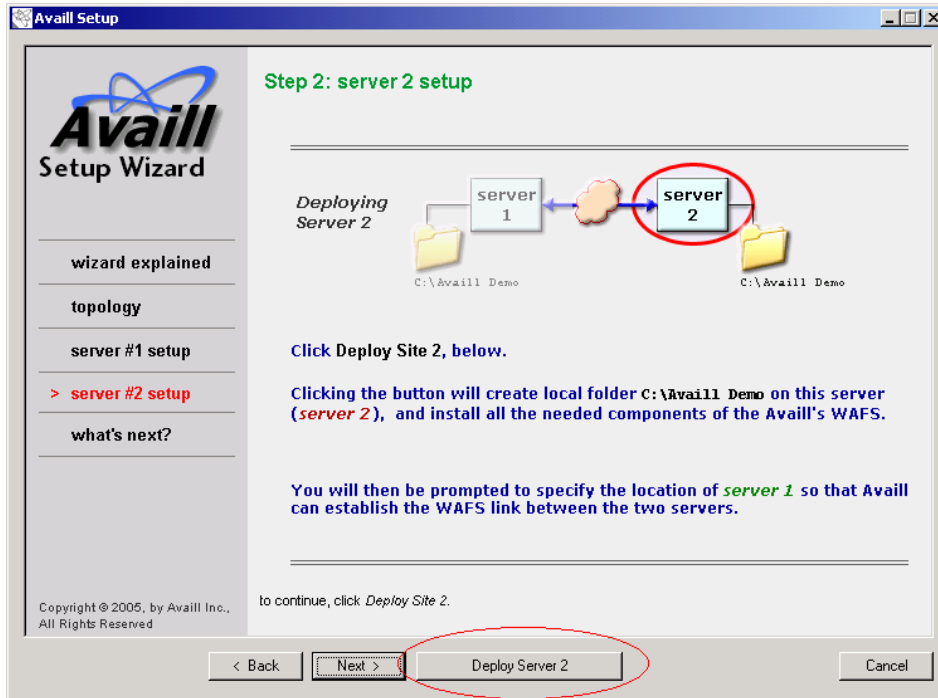 Availl Setup
Availl
Setup Wizard
wizard explained
topology
server #1 setup
> server #2 setup
what's next?
Copyright © 2005, by Availl Inc.,
All Rights Reserved
Step 2: server 2 setup
Deploying
Server 2
server
1
server
2
C:\Availl Demo
C:\Availl Demo
Click Deploy Site 2, below.
Clicking the button will create local folder C:\Availl Demo on this server
(server 2), and install all the needed components of the Availl's WAFS.
You will then be prompted to specify the location of server 1 so that Availl
can establish the WAFS link between the two servers.
to continue, click Deploy Site 2.
< Back
Next >
Deploy Server 2
Cancel